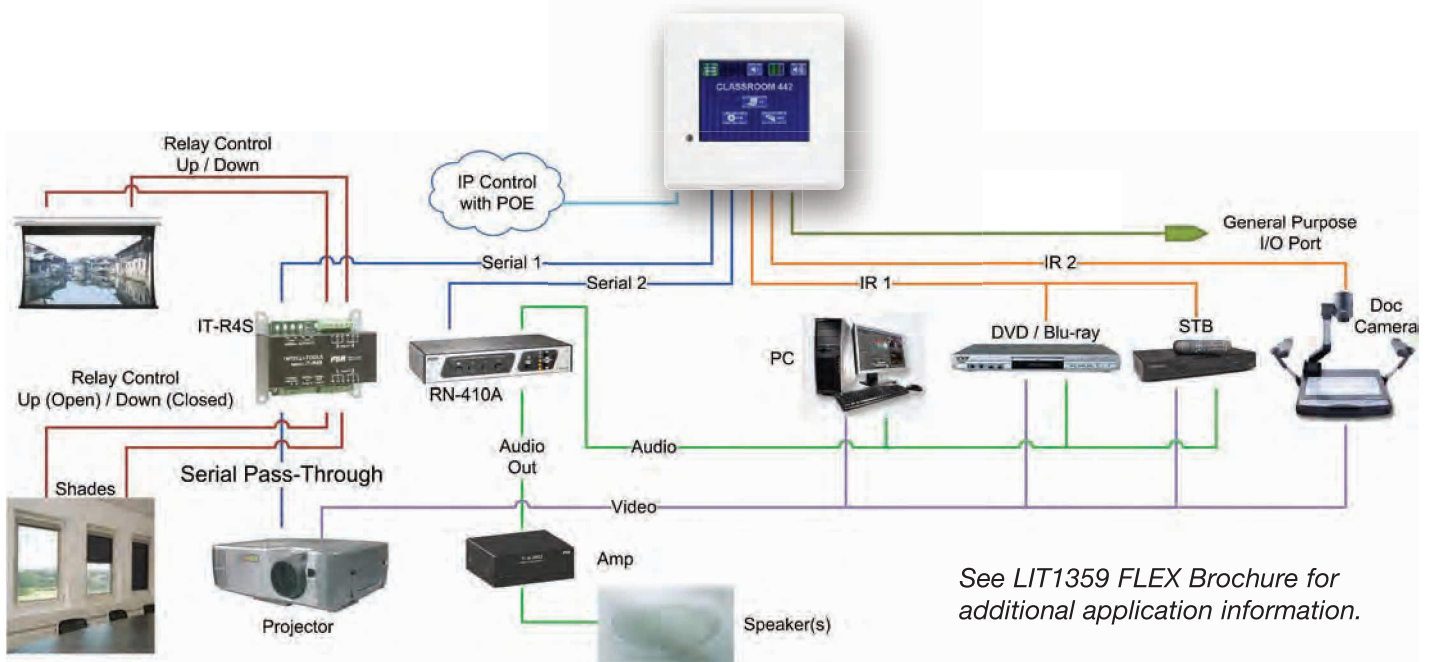 CLASSROOM 442
Relay Control
Up / Down
IP Control
with POE
General Purpose
I/O Port
Serial 1
IR 2
Serial 2
IR 1
IT-R4S
Doc
Camera
DVD / Blu-ray
STB
PC
Relay Control
Up (Open) / Down (Closed)
RN-410A
Audio
Out
Audio
Serial Pass-Through
Shades
Video
Amp
See LIT1359 FLEX Brochure for
additional application information.
Projector
Speaker(s)